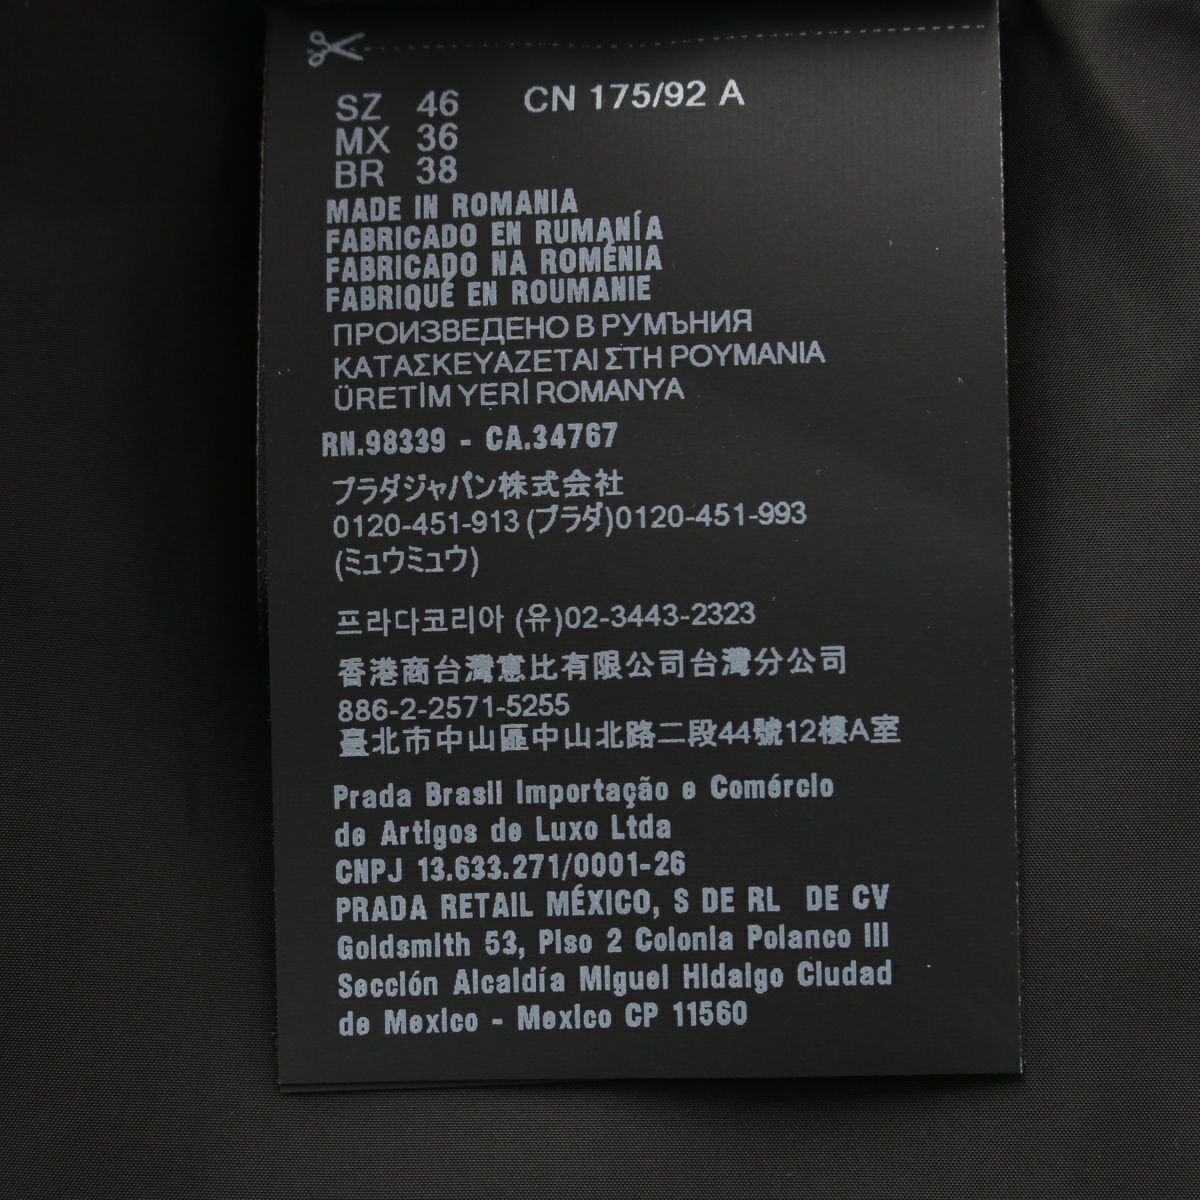 SZ 46 CN 175/92 A
MX 36
BR 38
MADE IN ROMANIA
FABRICADO EN RUMANÍA
FABRICADO NA ROMÉNIA
FABRIQUÉ EN ROUMANIE
ПРОИЗВЕДЕНО В РУМЪНИЯ
ΚΑΤΑΣΚΕΥΑΖΕΤΑΙ ΣΤΗ ΡΟΥΜΑΝΙΑ
ÜRETİM YERİ ROMANYA
RN.98339 - CA.34767
プラダジャパン株式会社
0120-451-913 (プラダ)0120-451-993
(ミュウミュウ)
프라다코리아 (유)02-3443-2323
香港商台灣意比有限公司台灣分公司
886-2-2571-5255
臺北市中山區中山北路二段44號12樓A室
Prada Brasil Importação e Comércio
de Artigos de Luxo Ltda
CNPJ 13.633.271/0001-26
PRADA RETAIL MÉXICO, S DE RL DE CV
Goldsmith 53, Piso 2 Colonia Polanco III
Sección Alcaldía Miguel Hidalgo Ciudad
de Mexico - Mexico CP 11560